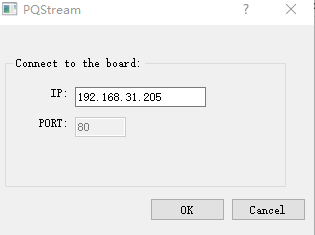 PQStream
Connect to the board:
IP: 192.168.31.205
PORT: 80
OK Cancel